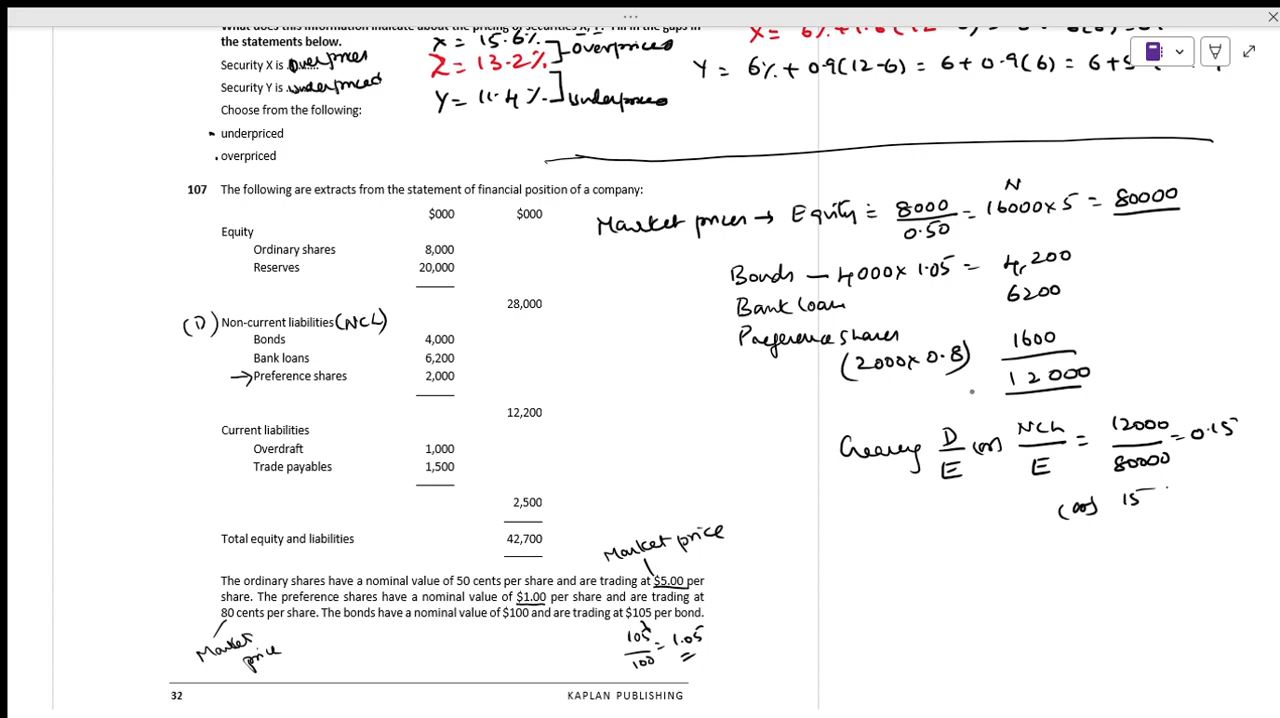 the statements below.
Security X is overpriced
Security Y is underpriced
Choose from the following:
underpriced
overpriced
X = 15.6%
Z = 13.2%
overpriced
Y = 11.4%
underpriced
Y = 6% + 0.9(12-6) = 6 + 0.9(6) =
107 The following are extracts from the statement of financial position of a company:
$000 $000
Equity
Ordinary shares 8,000
Reserves 20,000
28,000
(D) Non-current liabilities (NCL)
Bonds 4,000
Bank loans 6,200
→ Preference shares 2,000
12,200
Current liabilities
Overdraft 1,000
Trade payables 1,500
2,500
Total equity and liabilities 42,700
Market price
The ordinary shares have a nominal value of 50 cents per share and are trading at $5.00 per
share. The preference shares have a nominal value of $1.00 per share and are trading at
80 cents per share. The bonds have a nominal value of $100 and are trading at $105 per bond.
Market
price
105/100 = 1.05
32 KAPLAN PUBLISHING
N
Market prices → Equity = 8000/0.50 = 16000 x 5 = 80000
Bonds – 4000 x 1.05 = 4,200
Bank loan 6200
Preference shares
(2000 x 0.8) 1600
12000
Gearing D/E (or) NCL/E = 12000/80000 = 0.15
(or) 15